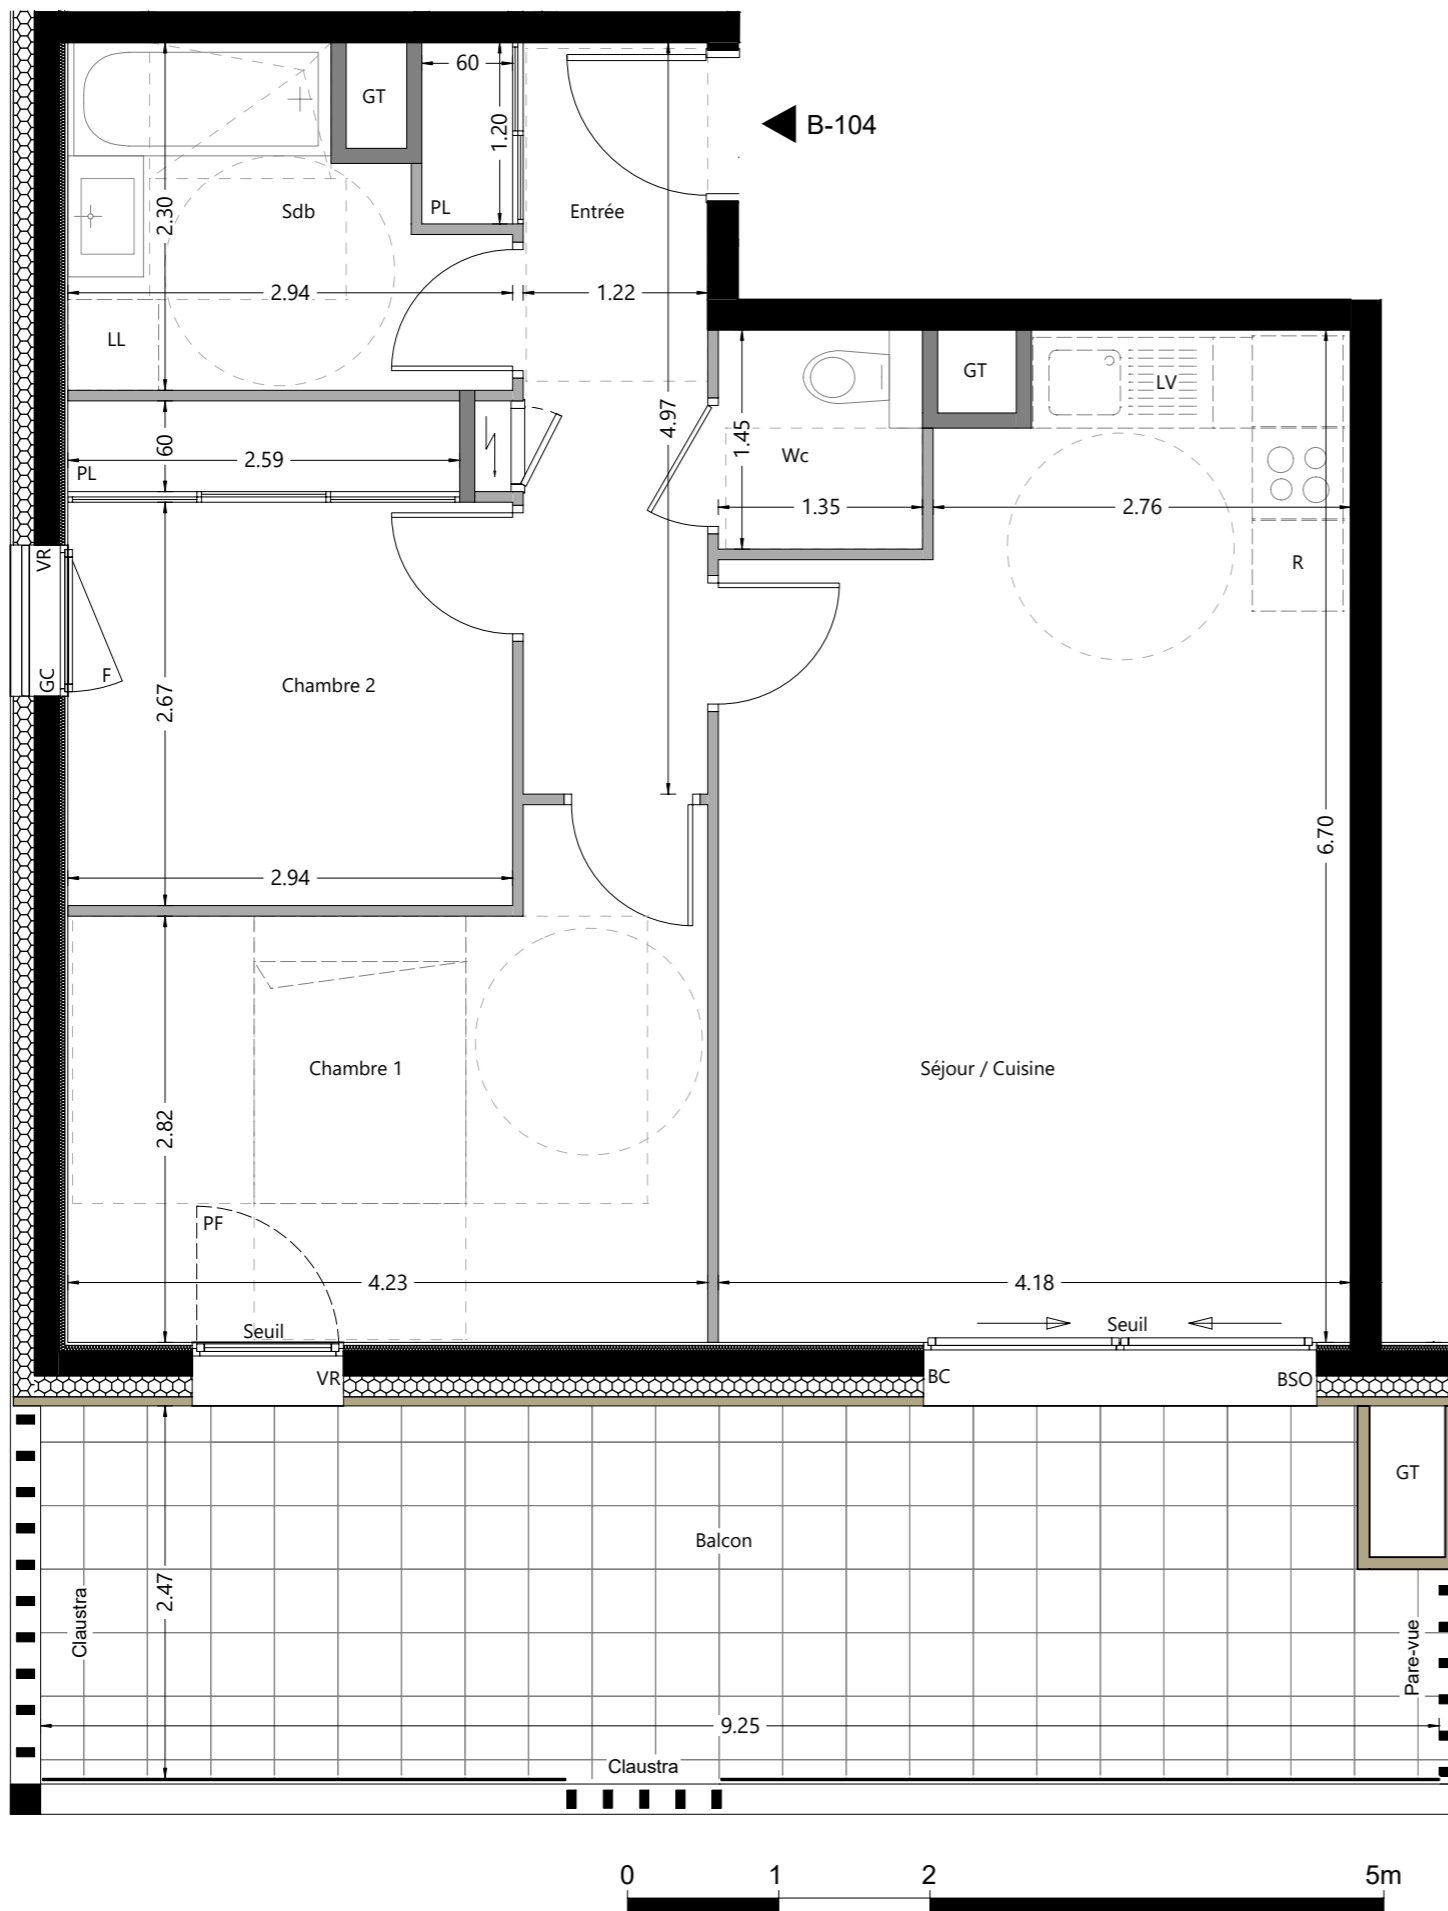 60
GT
1.20
B-104
2.30
Sdb
PL
Entrée
2.94
1.22
LL
GT
LV
4.97
1.45
60
2.59
PL
Wc
1.35
2.76
VR
R
GC
F
Chambre 2
2.67
6.70
2.94
Chambre 1
Séjour / Cuisine
2.82
PF
4.23
4.18
Seuil
Seuil
VR
BC
BSO
GT
Balcon
2.47
Claustra
Pare-vue
9.25
Claustra
0 1 2 5m